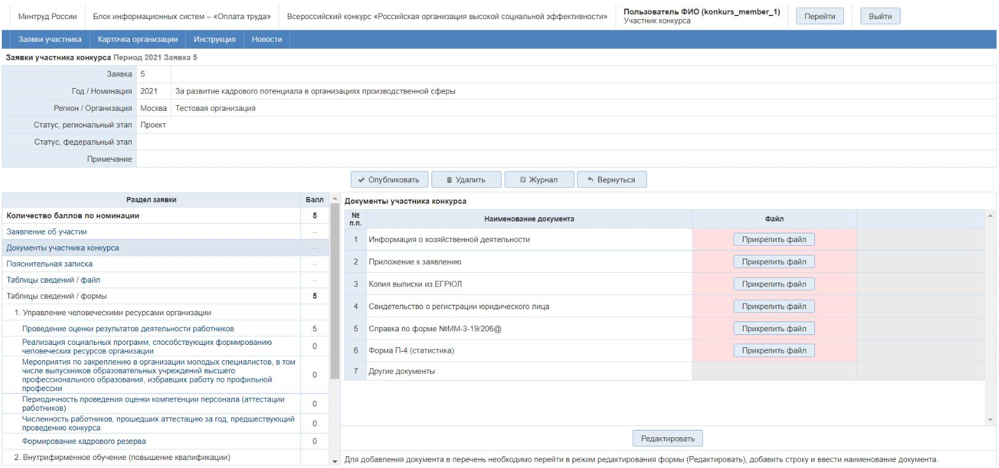 Минтруд России
Блок информационных систем – «Оплата труда»
Всероссийский конкурс «Российская организация высокой социальной эффективности»
Пользователь ФИО (konkurs_member_1)
Участник конкурса
Перейти
Выйти
Заявки участника
Карточка организации
Инструкция
Новости
Заявки участника конкурса Период 2021 Заявка 5
Заявка 5
Год / Номинация 2021 За развитие кадрового потенциала в организациях производственной сферы
Регион / Организация Москва Тестовая организация
Статус, региональный этап Проект
Статус, федеральный этап
Примечание
Опубликовать
Удалить
Журнал
Вернуться
Раздел заявки Балл
Количество баллов по номинации 5
Заявление об участии –
Документы участника конкурса –
Пояснительная записка –
Таблицы сведений / файл –
Таблицы сведений / формы 5
1. Управление человеческими ресурсами организации
Проведение оценки результатов деятельности работников 5
Реализация социальных программ, способствующих формированию
человеческих ресурсов организации 0
Мероприятия по закреплению в организации молодых специалистов, в том
числе выпускников образовательных учреждений высшего
профессионального образования, избравших работу по профильной
профессии 0
Периодичность проведения оценки компетенции персонала (аттестации
работников) 0
Численность работников, прошедших аттестацию за год, предшествующий
проведению конкурса 0
Формирование кадрового резерва 0
2. Внутрифирменное обучение (повышение квалификации)
Документы участника конкурса
№
п.п. Наименование документа Файл
1 Информация о хозяйственной деятельности Прикрепить файл
2 Приложение к заявлению Прикрепить файл
3 Копия выписки из ЕГРЮЛ Прикрепить файл
4 Свидетельство о регистрации юридического лица Прикрепить файл
5 Справка по форме №ММ-3-19/206@ Прикрепить файл
6 Форма П-4 (статистика) Прикрепить файл
7 Другие документы
Редактировать
Для добавления документа в перечень необходимо перейти в режим редактирования формы (Редактировать), добавить строку и ввести наименование документа.